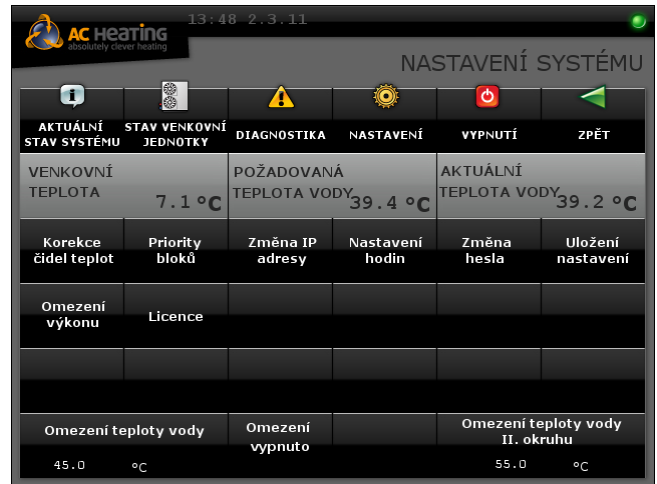 13:48 2.3.11
AC HEATING
absolutely clever heating
NASTAVENÍ SYSTÉMU
AKTUÁLNÍ
STAV SYSTÉMU
STAV VENKOVNÍ
JEDNOTKY
DIAGNOSTIKA
NASTAVENÍ
VYPNUTÍ
ZPĚT
VENKOVNÍ
TEPLOTA
7.1 °C
POŽADOVANÁ
TEPLOTA VODY
39.4 °C
AKTUÁLNÍ
TEPLOTA VODY
39.2 °C
Korekce
čidel teplot
Priority
bloků
Změna IP
adresy
Nastavení
hodin
Změna
hesla
Uložení
nastavení
Omezení
výkonu
Licence
Omezení teploty vody
45.0 °C
Omezení
vypnuto
Omezení teploty vody
II. okruhu
55.0 °C